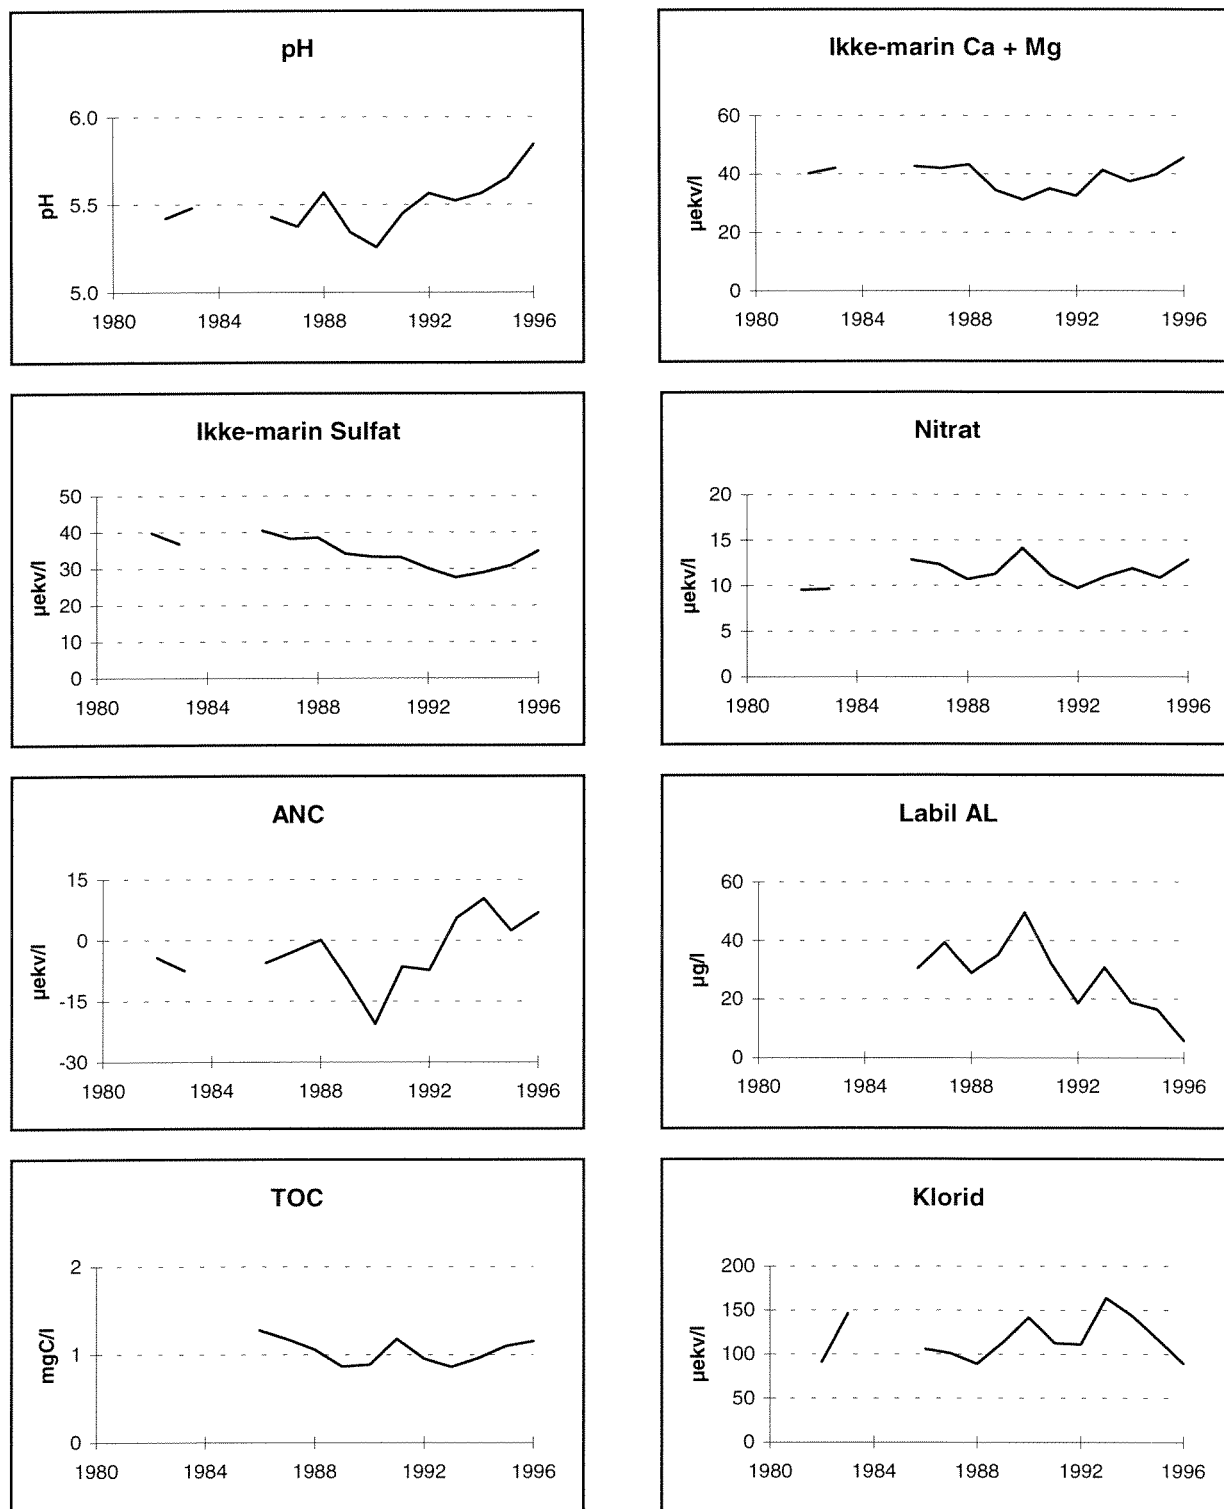 pH
pH
6.0
5.5
5.0
1980 1984 1988 1992 1996
Ikke-marin Ca + Mg
µekv/l
60
40
20
0
1980 1984 1988 1992 1996
Ikke-marin Sulfat
µekv/l
50
40
30
20
10
0
1980 1984 1988 1992 1996
Nitrat
µekv/l
20
15
10
5
0
1980 1984 1988 1992 1996
ANC
µekv/l
15
0
-15
-30
1980 1984 1988 1992 1996
Labil AL
µg/l
60
40
20
0
1980 1984 1988 1992 1996
TOC
mgC/l
2
1
0
1980 1984 1988 1992 1996
Klorid
µekv/l
200
150
100
50
0
1980 1984 1988 1992 1996